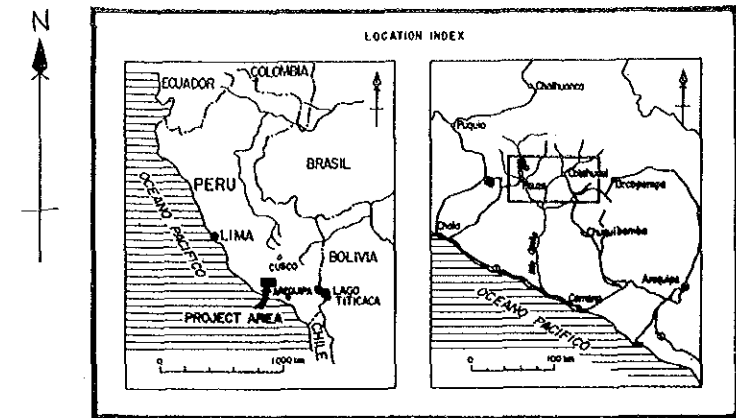 N
LOCATION INDEX
COLOMBIA
ECUADOR
BRASIL
PERU
OCEANO PACIFICO
LIMA
BOLIVIA
CUSCO
AREQUIPA
LAGO
TITICACA
PROJECT AREA
CHILE
0 1000 km
Chalhuanca
Puquio
Cotahuasi
Orcopampa
Chuquibamba
Chala
Arequipa
Camana
OCEANO PACIFICO
0 100 km